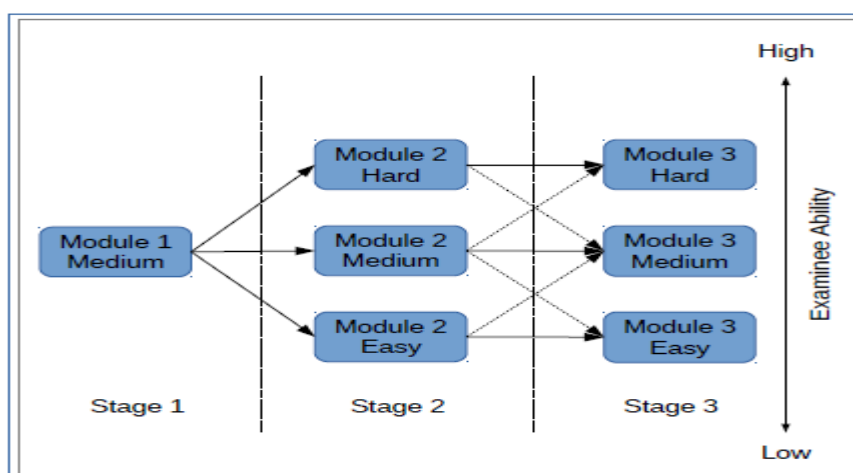 High
Module 2
Hard
Module 3
Hard
Module 1
Medium
Module 2
Medium
Module 3
Medium
Examinee Ability
Module 2
Easy
Module 3
Easy
Stage 1
Stage 2
Stage 3
Low